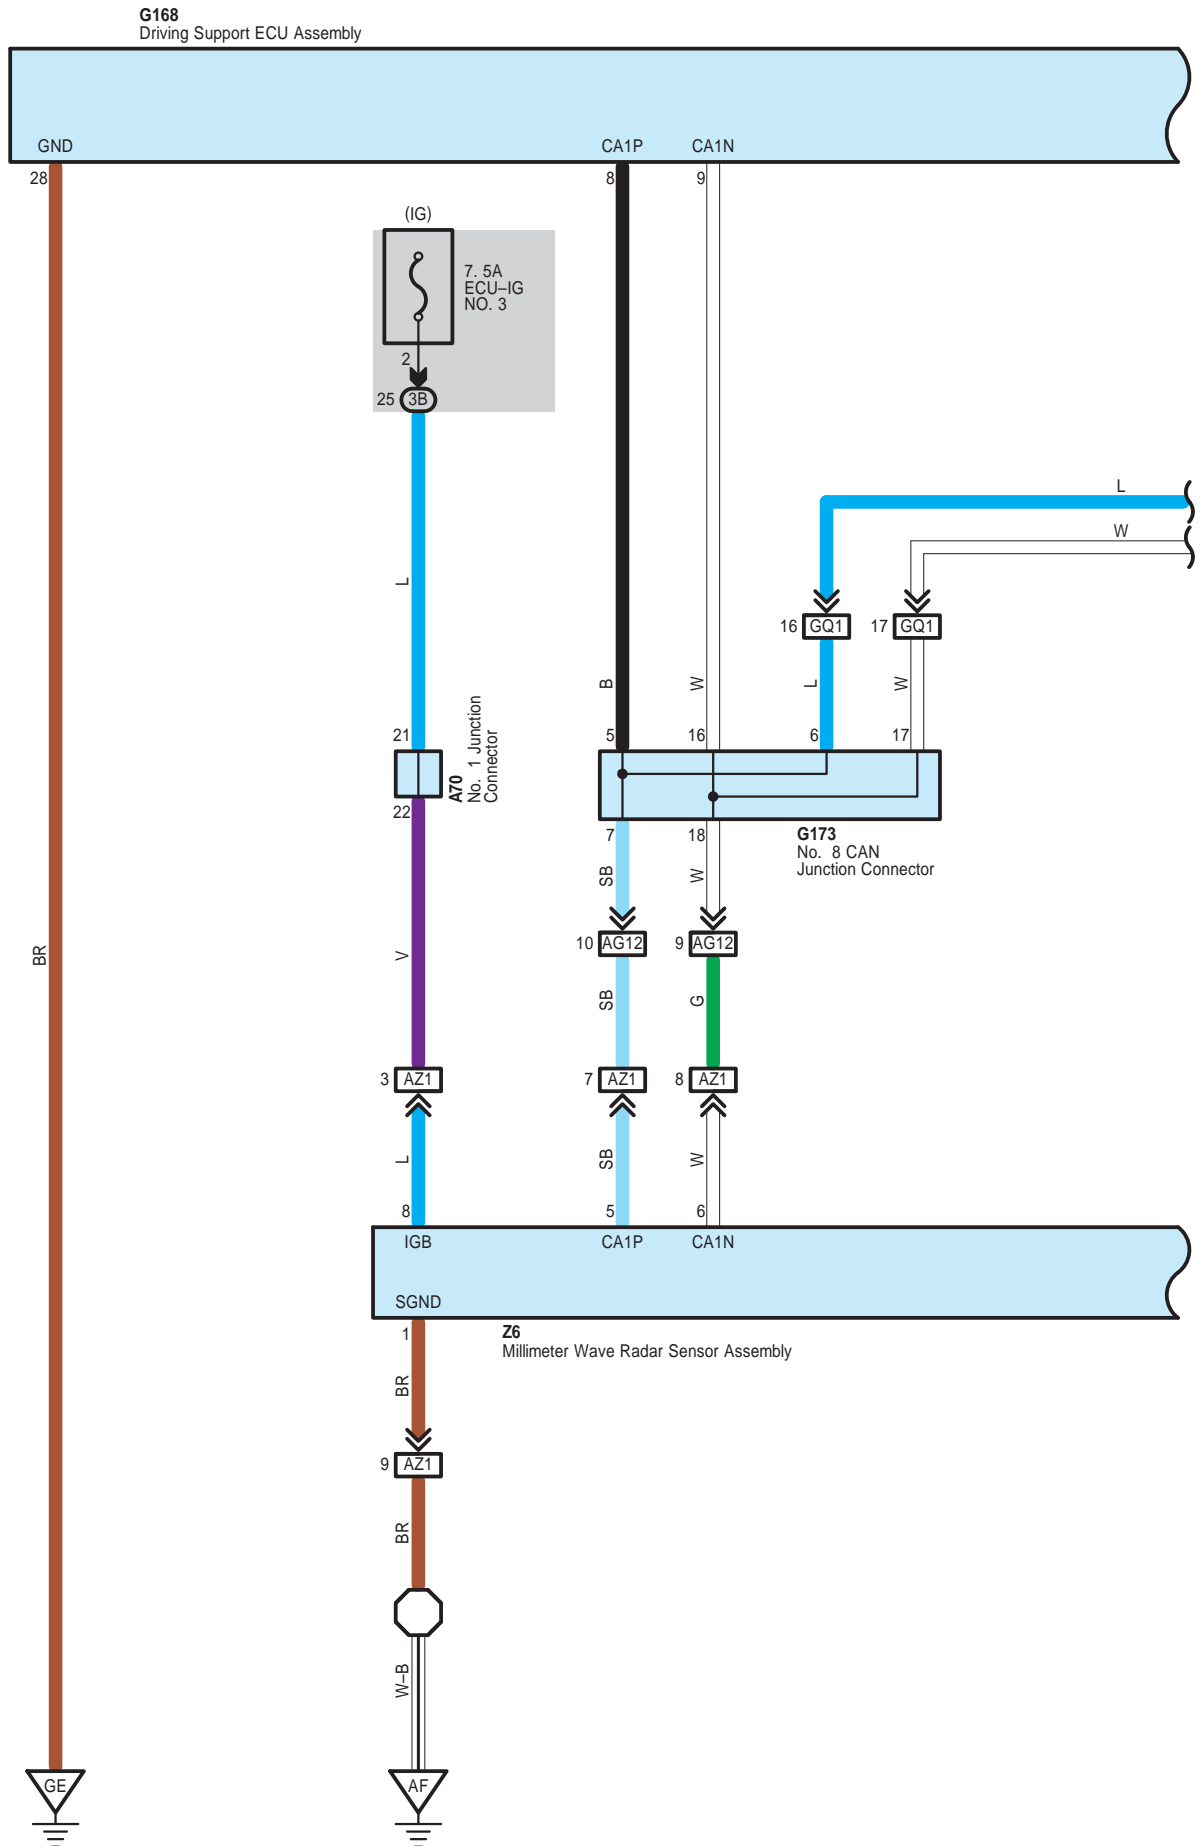 G168
Driving Support ECU Assembly
GND
CA1P
CA1N
28
8
9
(IG)
7. 5A
ECU–IG
NO. 3
2
25
3B
L
W
16
GQ1
17
GQ1
L
B
W
L
W
21
5
16
6
17
A70
No. 1 Junction
Connector
22
7
18
G173
No. 8 CAN
Junction Connector
SB
W
10
AG12
9
AG12
BR
V
SB
G
3
AZ1
7
AZ1
8
AZ1
L
SB
W
8
5
6
IGB
CA1P
CA1N
SGND
1
Z6
Millimeter Wave Radar Sensor Assembly
BR
9
AZ1
BR
W–B
GE
AF